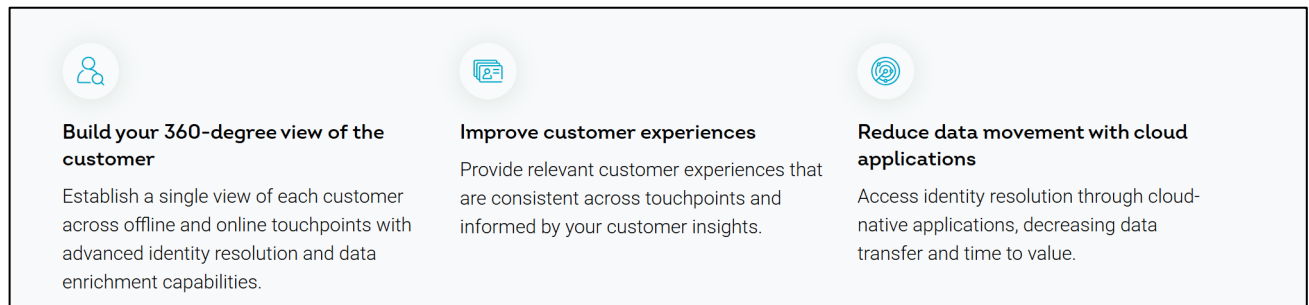 Build your 360-degree view of the
customer
Establish a single view of each customer
across offline and online touchpoints with
advanced identity resolution and data
enrichment capabilities.
Improve customer experiences
Provide relevant customer experiences that
are consistent across touchpoints and
informed by your customer insights.
Reduce data movement with cloud
applications
Access identity resolution through cloud-
native applications, decreasing data
transfer and time to value.